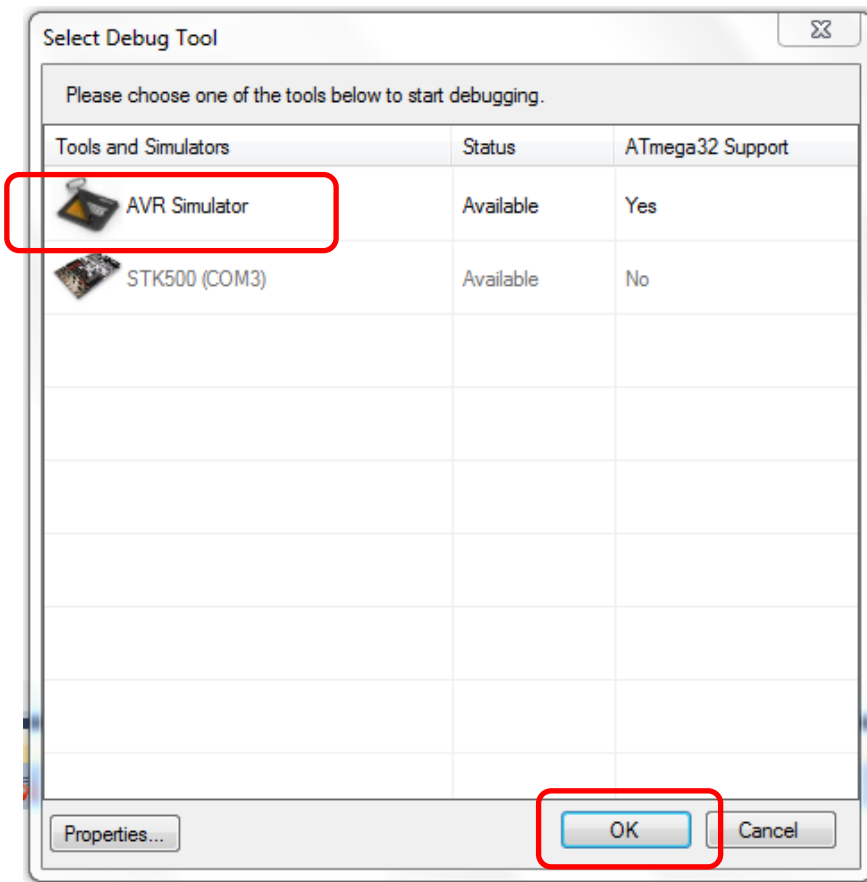 Select Debug Tool
Please choose one of the tools below to start debugging.
Tools and Simulators Status ATmega32 Support
AVR Simulator Available Yes
STK500 (COM3) Available No
Properties... OK Cancel